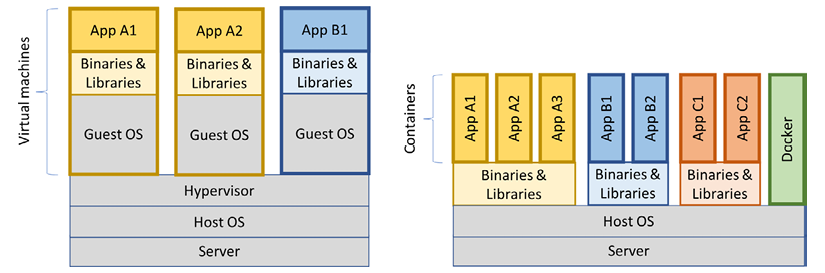 Virtual machines
App A1
App A2
App B1
Binaries &
Libraries
Binaries &
Libraries
Binaries &
Libraries
Guest OS
Guest OS
Guest OS
Hypervisor
Host OS
Server
Containers
App A1
App A2
App A3
App B1
App B2
App C1
App C2
Docker
Binaries &
Libraries
Binaries &
Libraries
Binaries &
Libraries
Host OS
Server